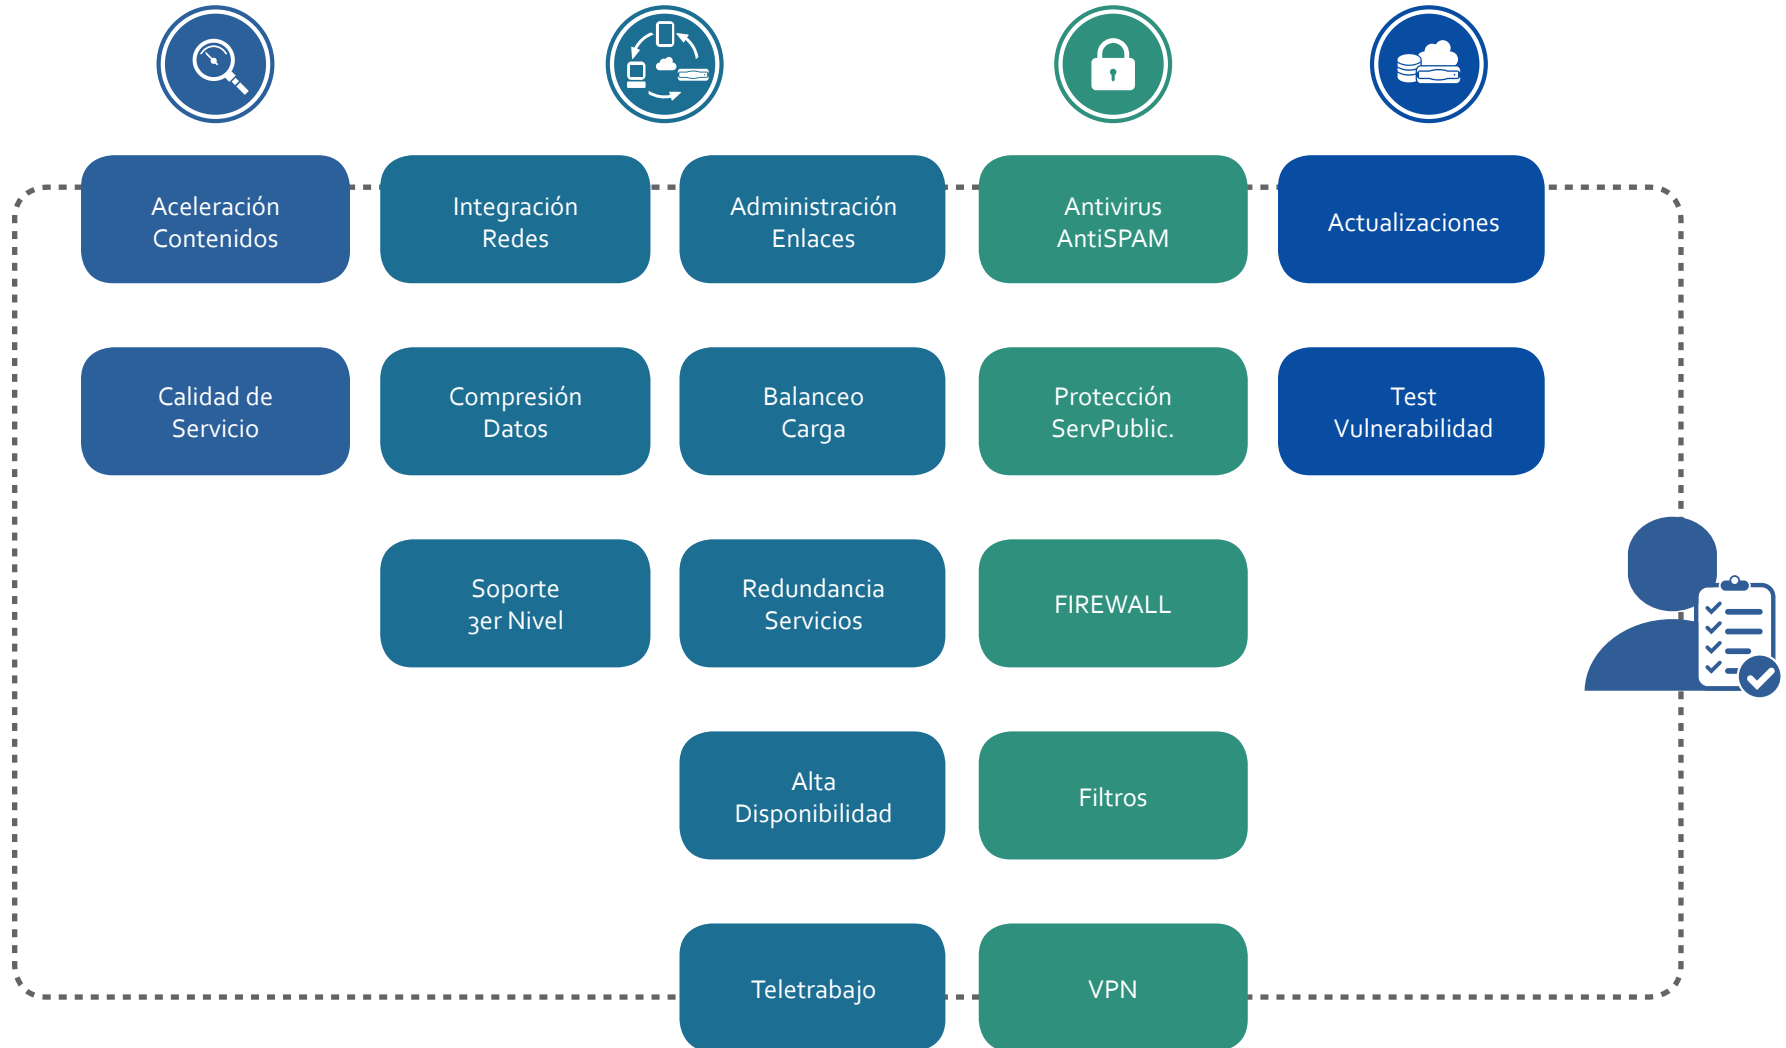 Aceleración
Contenidos
Integración
Redes
Administración
Enlaces
Antivirus
AntiSPAM
Actualizaciones
Calidad de
Servicio
Compresión
Datos
Balanceo
Carga
Protección
ServPublic.
Test
Vulnerabilidad
Soporte
3er Nivel
Redundancia
Servicios
FIREWALL
Alta
Disponibilidad
Filtros
Teletrabajo
VPN